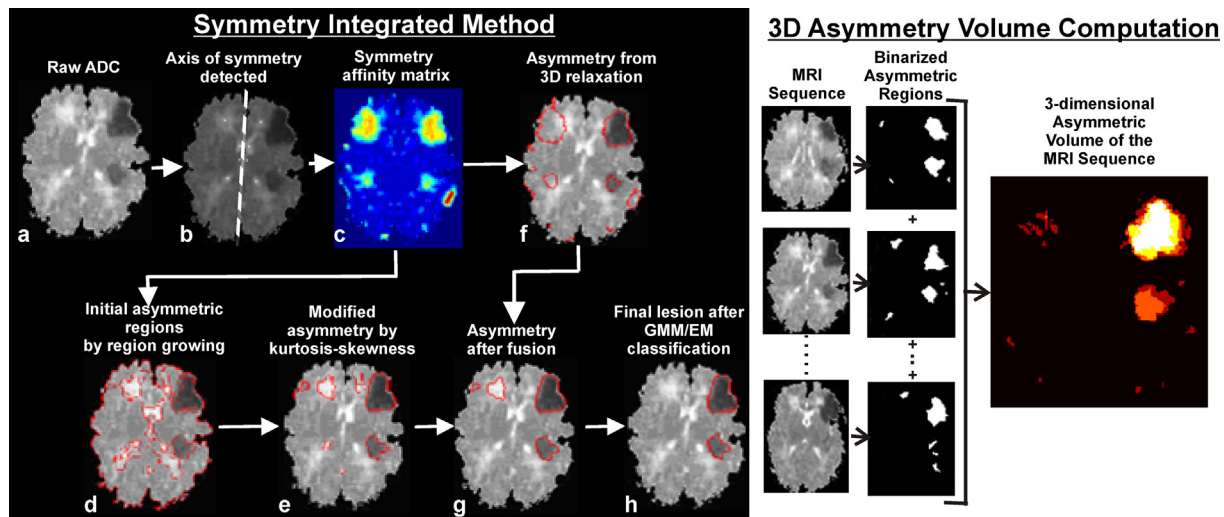 Symmetry Integrated Method
Raw ADC
Axis of symmetry
detected
Symmetry
affinity matrix
Asymmetry from
3D relaxation
a
b
c
f
Initial asymmetric
regions
by region growing
Modified
asymmetry by
kurtosis-skewness
Asymmetry
after fusion
Final lesion after
GMM/EM
classification
d
e
g
h
3D Asymmetry Volume Computation
MRI
Sequence
Binarized
Asymmetric
Regions
3-dimensional
Asymmetric
Volume of the
MRI Sequence
+
+
+